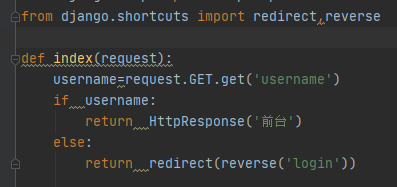 from django.shortcuts import redirect,reverse
def index(request):
    username=request.GET.get('username')
    if  username:
        return  HttpResponse('前台')
    else:
        return  redirect(reverse('login'))